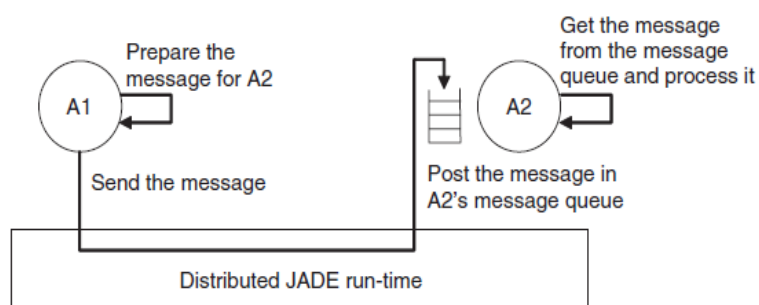 Prepare the
message for A2
A1
Send the message
Get the message
from the message
queue and process it
A2
Post the message in
A2's message queue
Distributed JADE run-time